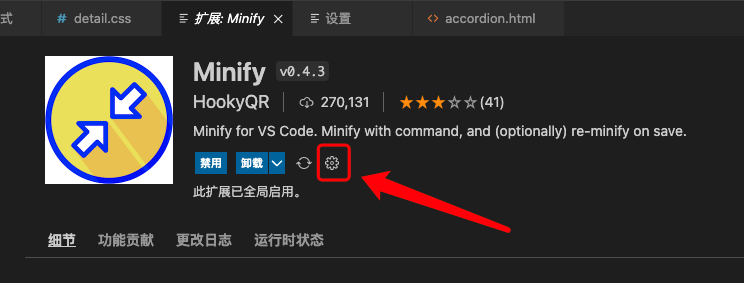 式 # detail.css 扩展: Minify × 设置 <> accordion.html
Minify v0.4.3
HookyQR 270,131 (41)
Minify for VS Code. Minify with command, and (optionally) re-minify on save.
禁用 卸载
此扩展已全局启用。
细节 功能贡献 更改日志 运行时状态